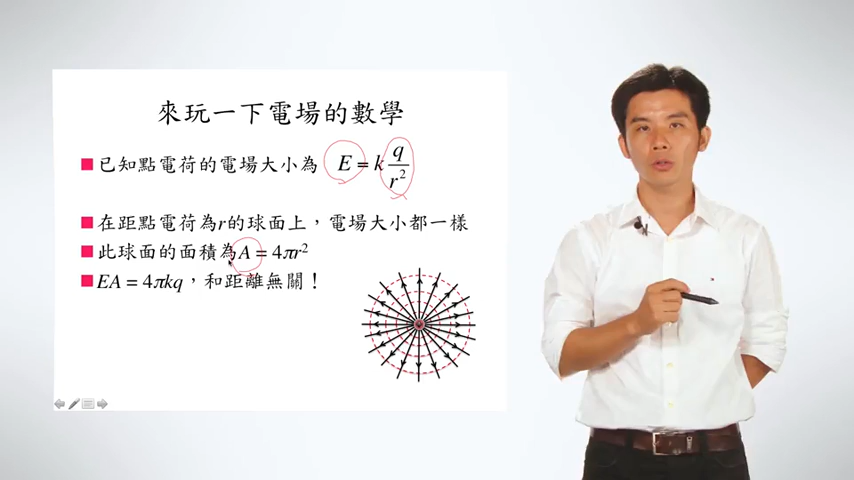 來玩一下電場的數學
已知點電荷的電場大小為 E = k q/r²
在距點電荷為r的球面上，電場大小都一樣
此球面的面積為A = 4πr²
EA = 4πkq，和距離無關！